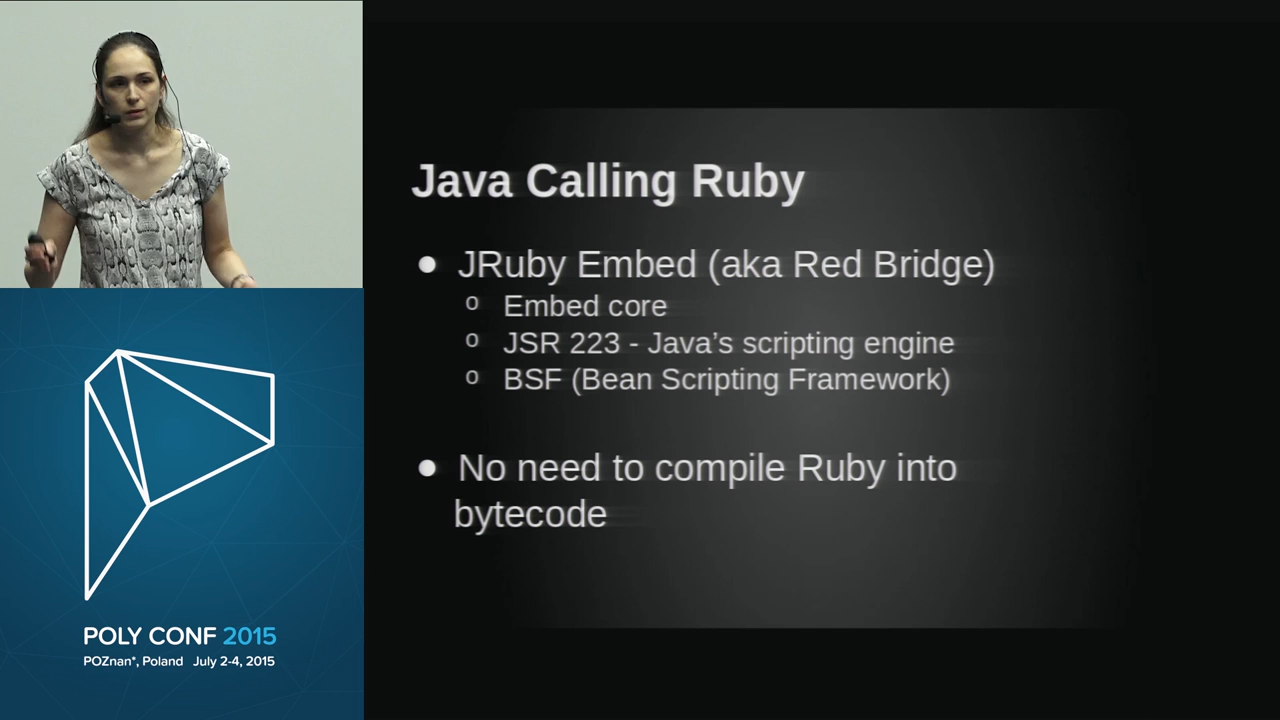 Java Calling Ruby
● JRuby Embed (aka Red Bridge)
o Embed core
o JSR 223 - Java's scripting engine
o BSF (Bean Scripting Framework)
● No need to compile Ruby into
bytecode
POLY CONF 2015
POZnan*, Poland July 2-4, 2015